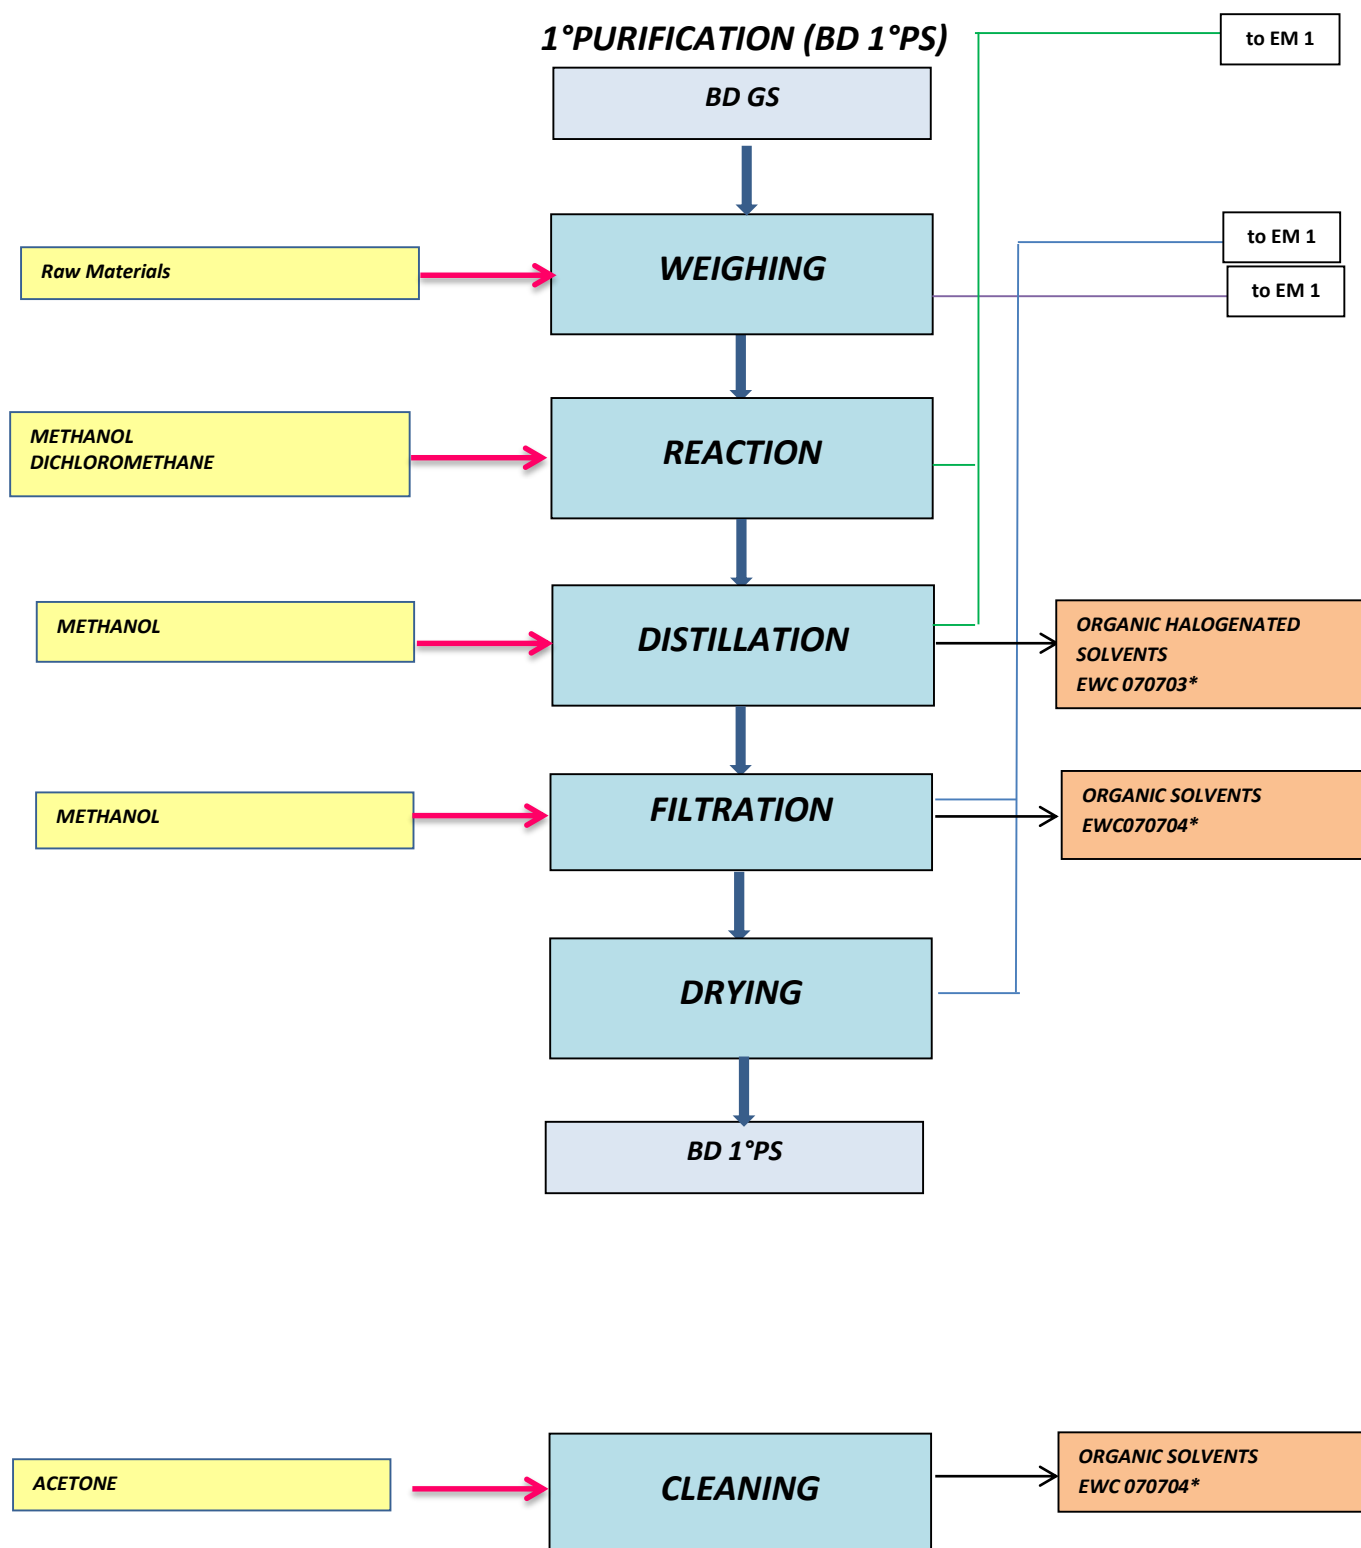 1°PURIFICATION (BD 1°PS)
to EM 1
BD GS
to EM 1
Raw Materials
WEIGHING
to EM 1
METHANOL
DICHLOROMETHANE
REACTION
METHANOL
DISTILLATION
ORGANIC HALOGENATED
SOLVENTS
EWC 070703*
METHANOL
FILTRATION
ORGANIC SOLVENTS
EWC070704*
DRYING
BD 1°PS
ACETONE
CLEANING
ORGANIC SOLVENTS
EWC 070704*